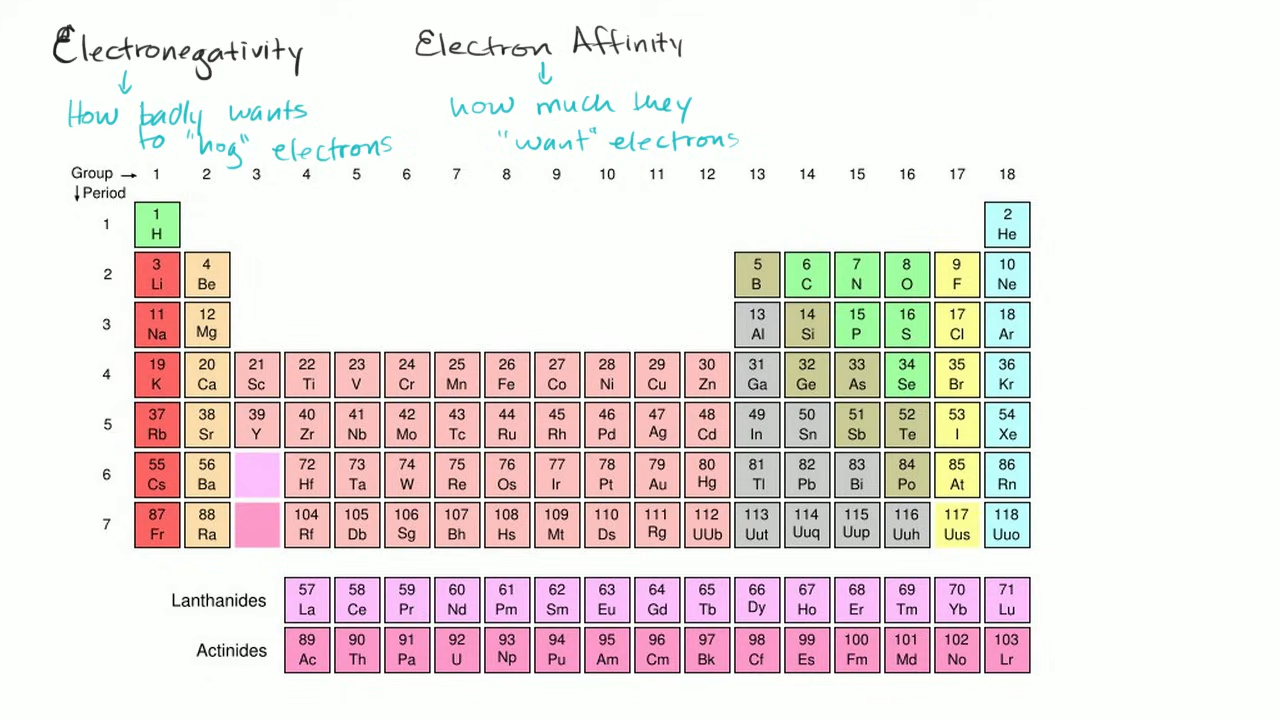 Electronegativity Electron Affinity
How badly wants how much they
to "hog" electrons "want" electrons
Group → 1 2 3 4 5 6 7 8 9 10 11 12 13 14 15 16 17 18
↓ Period
1 2
1 H He
3 4 5 6 7 8 9 10
2 Li Be B C N O F Ne
11 12 13 14 15 16 17 18
3 Na Mg Al Si P S Cl Ar
19 20 21 22 23 24 25 26 27 28 29 30 31 32 33 34 35 36
4 K Ca Sc Ti V Cr Mn Fe Co Ni Cu Zn Ga Ge As Se Br Kr
37 38 39 40 41 42 43 44 45 46 47 48 49 50 51 52 53 54
5 Rb Sr Y Zr Nb Mo Tc Ru Rh Pd Ag Cd In Sn Sb Te I Xe
55 56 72 73 74 75 76 77 78 79 80 81 82 83 84 85 86
6 Cs Ba Hf Ta W Re Os Ir Pt Au Hg Tl Pb Bi Po At Rn
87 88 104 105 106 107 108 109 110 111 112 113 114 115 116 117 118
7 Fr Ra Rf Db Sg Bh Hs Mt Ds Rg UUb Uut Uuq Uup Uuh Uus Uuo
57 58 59 60 61 62 63 64 65 66 67 68 69 70 71
Lanthanides La Ce Pr Nd Pm Sm Eu Gd Tb Dy Ho Er Tm Yb Lu
89 90 91 92 93 94 95 96 97 98 99 100 101 102 103
Actinides Ac Th Pa U Np Pu Am Cm Bk Cf Es Fm Md No Lr